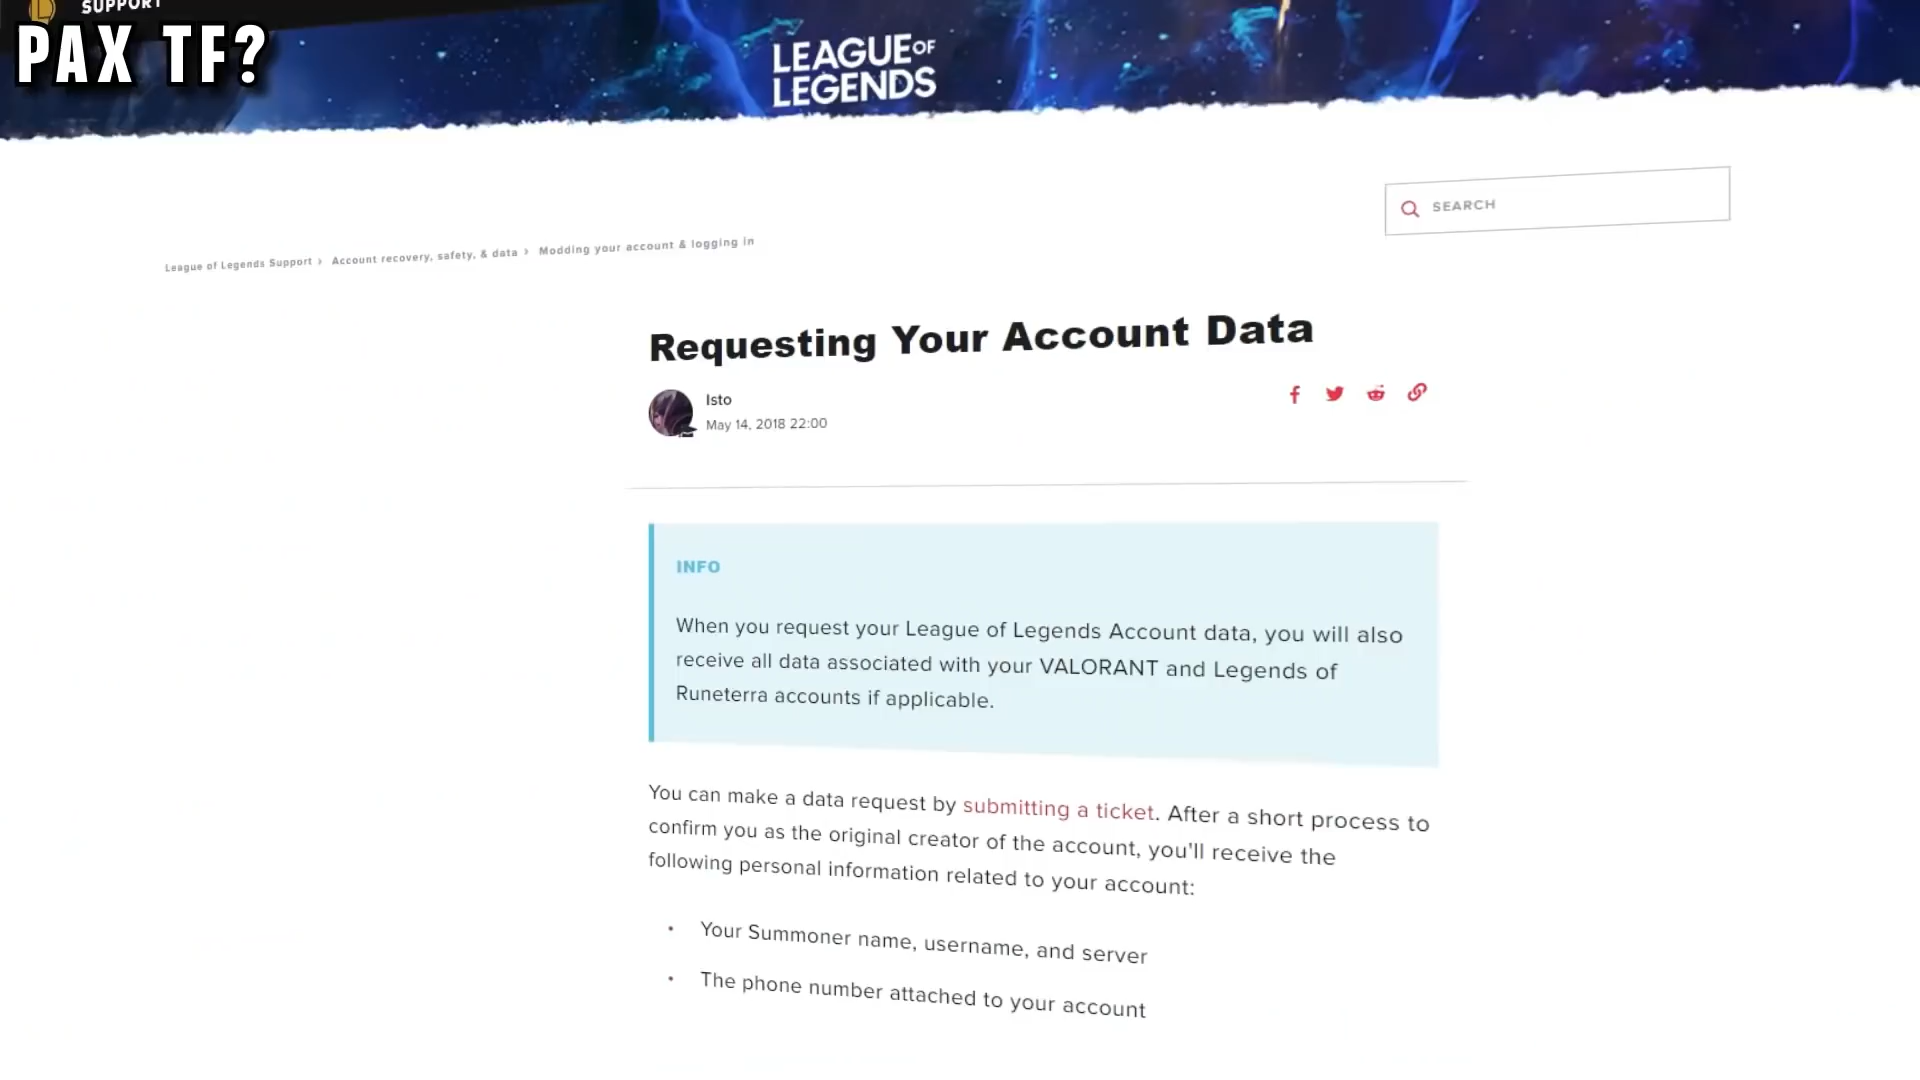 SUPPORT
PAX TF?
LEAGUE OF
LEGENDS
SEARCH
League of Legends Support › Account recovery, safety, & data › Modding your account & logging in
Requesting Your Account Data
Isto
May 14, 2018 22:00
INFO
When you request your League of Legends Account data, you will also
receive all data associated with your VALORANT and Legends of
Runeterra accounts if applicable.
You can make a data request by submitting a ticket. After a short process to
confirm you as the original creator of the account, you'll receive the
following personal information related to your account:
• Your Summoner name, username, and server
• The phone number attached to your account